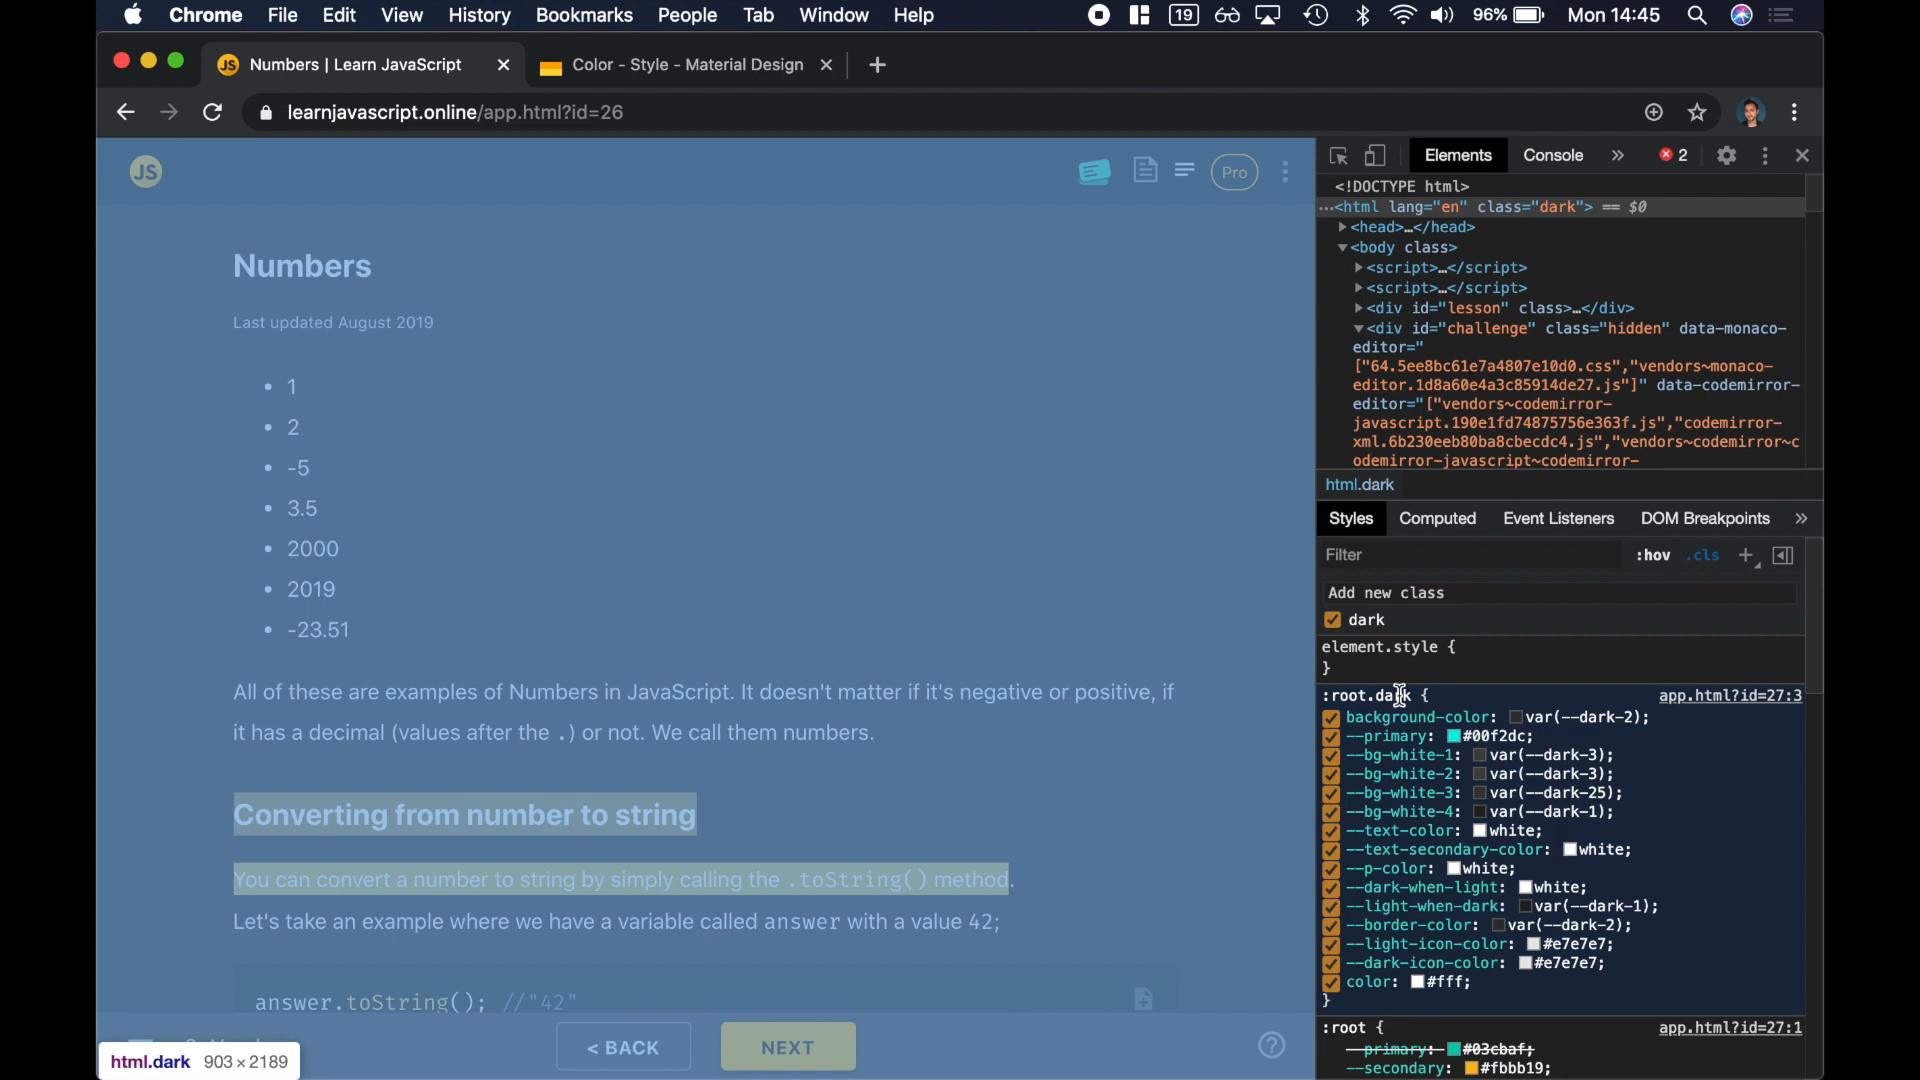 Chrome File Edit View History Bookmarks People Tab Window Help 19 96% Mon 14:45
JS Numbers | Learn JavaScript Color - Style - Material Design
learnjavascript.online/app.html?id=26
JS Pro
Numbers
Last updated August 2019
• 1
• 2
• -5
• 3.5
• 2000
• 2019
• -23.51
All of these are examples of Numbers in JavaScript. It doesn't matter if it's negative or positive, if
it has a decimal (values after the .) or not. We call them numbers.
Converting from number to string
You can convert a number to string by simply calling the .toString() method.
Let's take an example where we have a variable called answer with a value 42;
answer.toString(); //"42"
< BACK NEXT
html.dark 903×2189
Elements Console » 2
<!DOCTYPE html>
…<html lang="en" class="dark"> == $0
<head>…</head>
<body class>
<script>…</script>
<script>…</script>
<div id="lesson" class>…</div>
<div id="challenge" class="hidden" data-monaco-
editor="
["64.5ee8bc61e7a4807e10d0.css","vendors~monaco-
editor.1d8a60e4a3c85914de27.js"]" data-codemirror-
editor="["vendors~codemirror-
javascript.190e1fd74875756e363f.js","codemirror-
xml.6b230eeb80ba8cbecdc4.js","vendors~codemirror~c
odemirror-javascript~codemirror-
html.dark
Styles Computed Event Listeners DOM Breakpoints »
Filter :hov .cls +
Add new class
dark
element.style {
}
:root.dark { app.html?id=27:3
background-color: var(--dark-2);
--primary: #00f2dc;
--bg-white-1: var(--dark-3);
--bg-white-2: var(--dark-3);
--bg-white-3: var(--dark-25);
--bg-white-4: var(--dark-1);
--text-color: white;
--text-secondary-color: white;
--p-color: white;
--dark-when-light: white;
--light-when-dark: var(--dark-1);
--border-color: var(--dark-2);
--light-icon-color: #e7e7e7;
--dark-icon-color: #e7e7e7;
color: #fff;
}
:root { app.html?id=27:1
--primary: #03cbaf;
--secondary: #fbbb19;